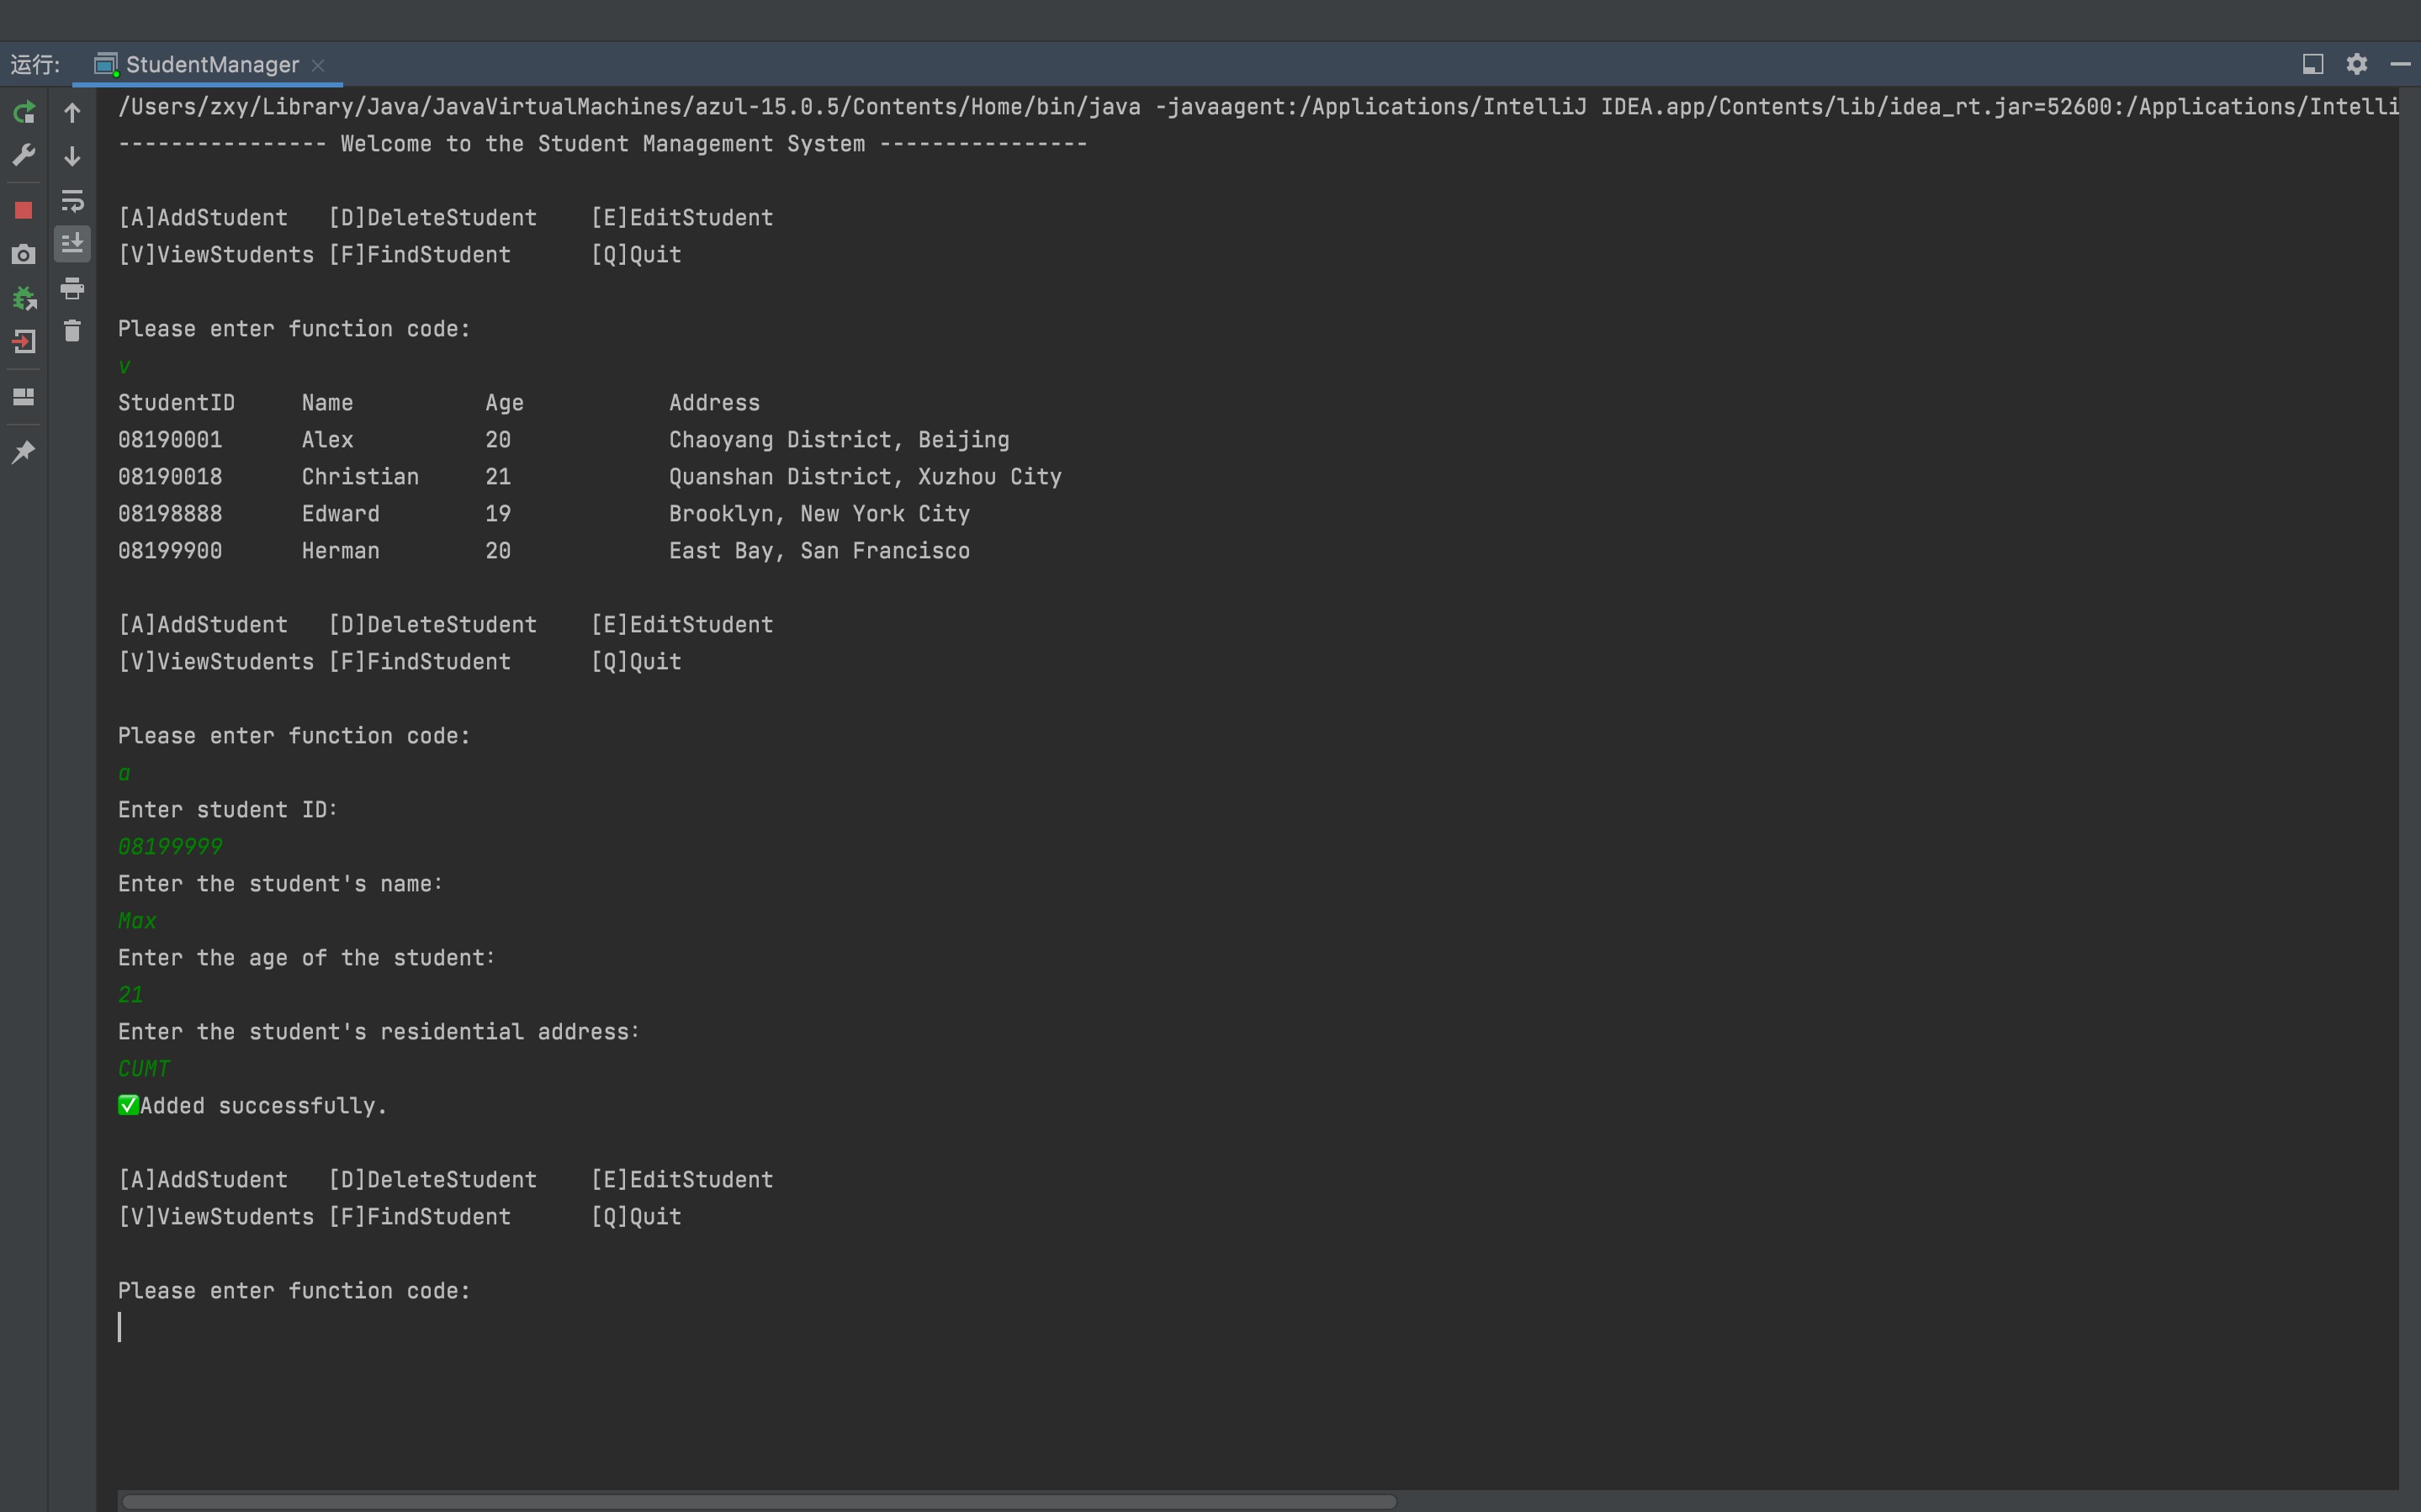 运行: StudentManager
/Users/zxy/Library/Java/JavaVirtualMachines/azul-15.0.5/Contents/Home/bin/java -javaagent:/Applications/IntelliJ IDEA.app/Contents/lib/idea_rt.jar=52600:/Applications/Intelli
---------------- Welcome to the Student Management System ----------------
[A]AddStudent [D]DeleteStudent [E]EditStudent
[V]ViewStudents [F]FindStudent [Q]Quit
Please enter function code:
v
StudentID Name Age Address
08190001 Alex 20 Chaoyang District, Beijing
08190018 Christian 21 Quanshan District, Xuzhou City
08198888 Edward 19 Brooklyn, New York City
08199900 Herman 20 East Bay, San Francisco
[A]AddStudent [D]DeleteStudent [E]EditStudent
[V]ViewStudents [F]FindStudent [Q]Quit
Please enter function code:
a
Enter student ID:
08199999
Enter the student's name:
Max
Enter the age of the student:
21
Enter the student's residential address:
CUMT
✅Added successfully.
[A]AddStudent [D]DeleteStudent [E]EditStudent
[V]ViewStudents [F]FindStudent [Q]Quit
Please enter function code: